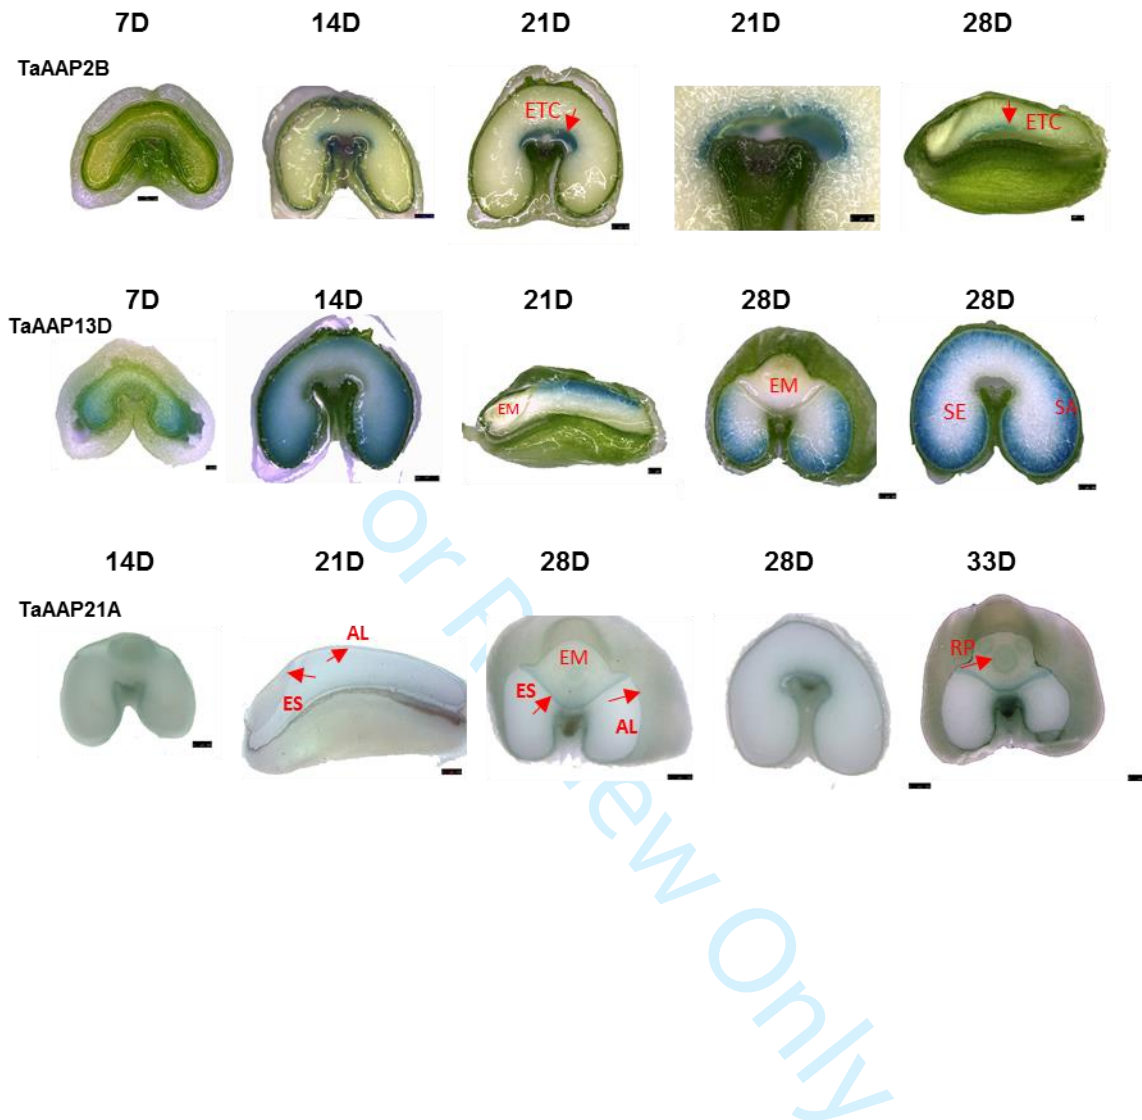 7D 14D 21D 21D 28D
TaAAP2B
ETC
ETC
7D 14D 21D 28D 28D
TaAAP13D
EM
EM
SE
SA
14D 21D 28D 28D 33D
TaAAP21A
AL
ES
EM
ES
AL
RP
or Review Only